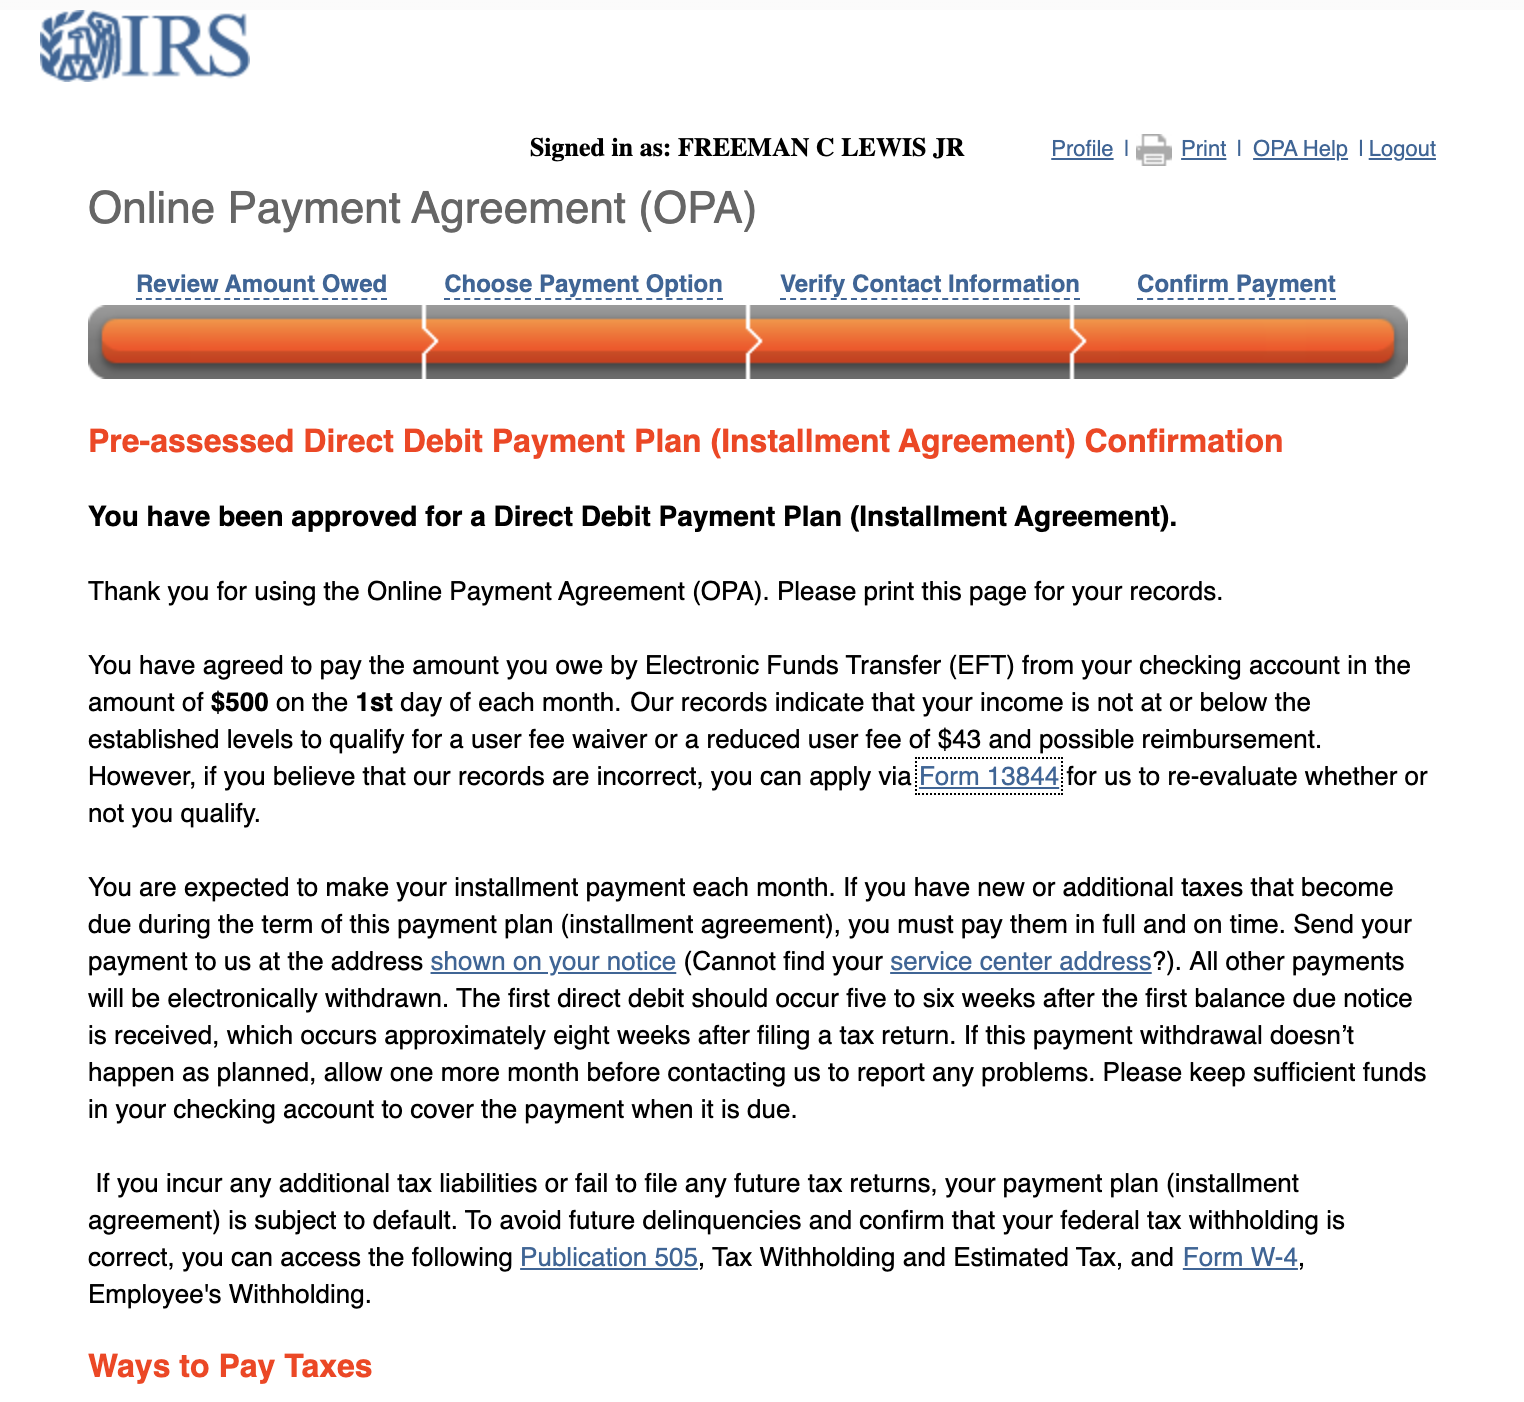 IRS
Signed in as: FREEMAN C LEWIS JR
Profile | Print | OPA Help | Logout
Online Payment Agreement (OPA)
Review Amount Owed Choose Payment Option Verify Contact Information Confirm Payment
Pre-assessed Direct Debit Payment Plan (Installment Agreement) Confirmation
You have been approved for a Direct Debit Payment Plan (Installment Agreement).
Thank you for using the Online Payment Agreement (OPA). Please print this page for your records.
You have agreed to pay the amount you owe by Electronic Funds Transfer (EFT) from your checking account in the
amount of $500 on the 1st day of each month. Our records indicate that your income is not at or below the
established levels to qualify for a user fee waiver or a reduced user fee of $43 and possible reimbursement.
However, if you believe that our records are incorrect, you can apply via Form 13844 for us to re-evaluate whether or
not you qualify.
You are expected to make your installment payment each month. If you have new or additional taxes that become
due during the term of this payment plan (installment agreement), you must pay them in full and on time. Send your
payment to us at the address shown on your notice (Cannot find your service center address?). All other payments
will be electronically withdrawn. The first direct debit should occur five to six weeks after the first balance due notice
is received, which occurs approximately eight weeks after filing a tax return. If this payment withdrawal doesn’t
happen as planned, allow one more month before contacting us to report any problems. Please keep sufficient funds
in your checking account to cover the payment when it is due.
If you incur any additional tax liabilities or fail to file any future tax returns, your payment plan (installment
agreement) is subject to default. To avoid future delinquencies and confirm that your federal tax withholding is
correct, you can access the following Publication 505, Tax Withholding and Estimated Tax, and Form W-4,
Employee's Withholding.
Ways to Pay Taxes